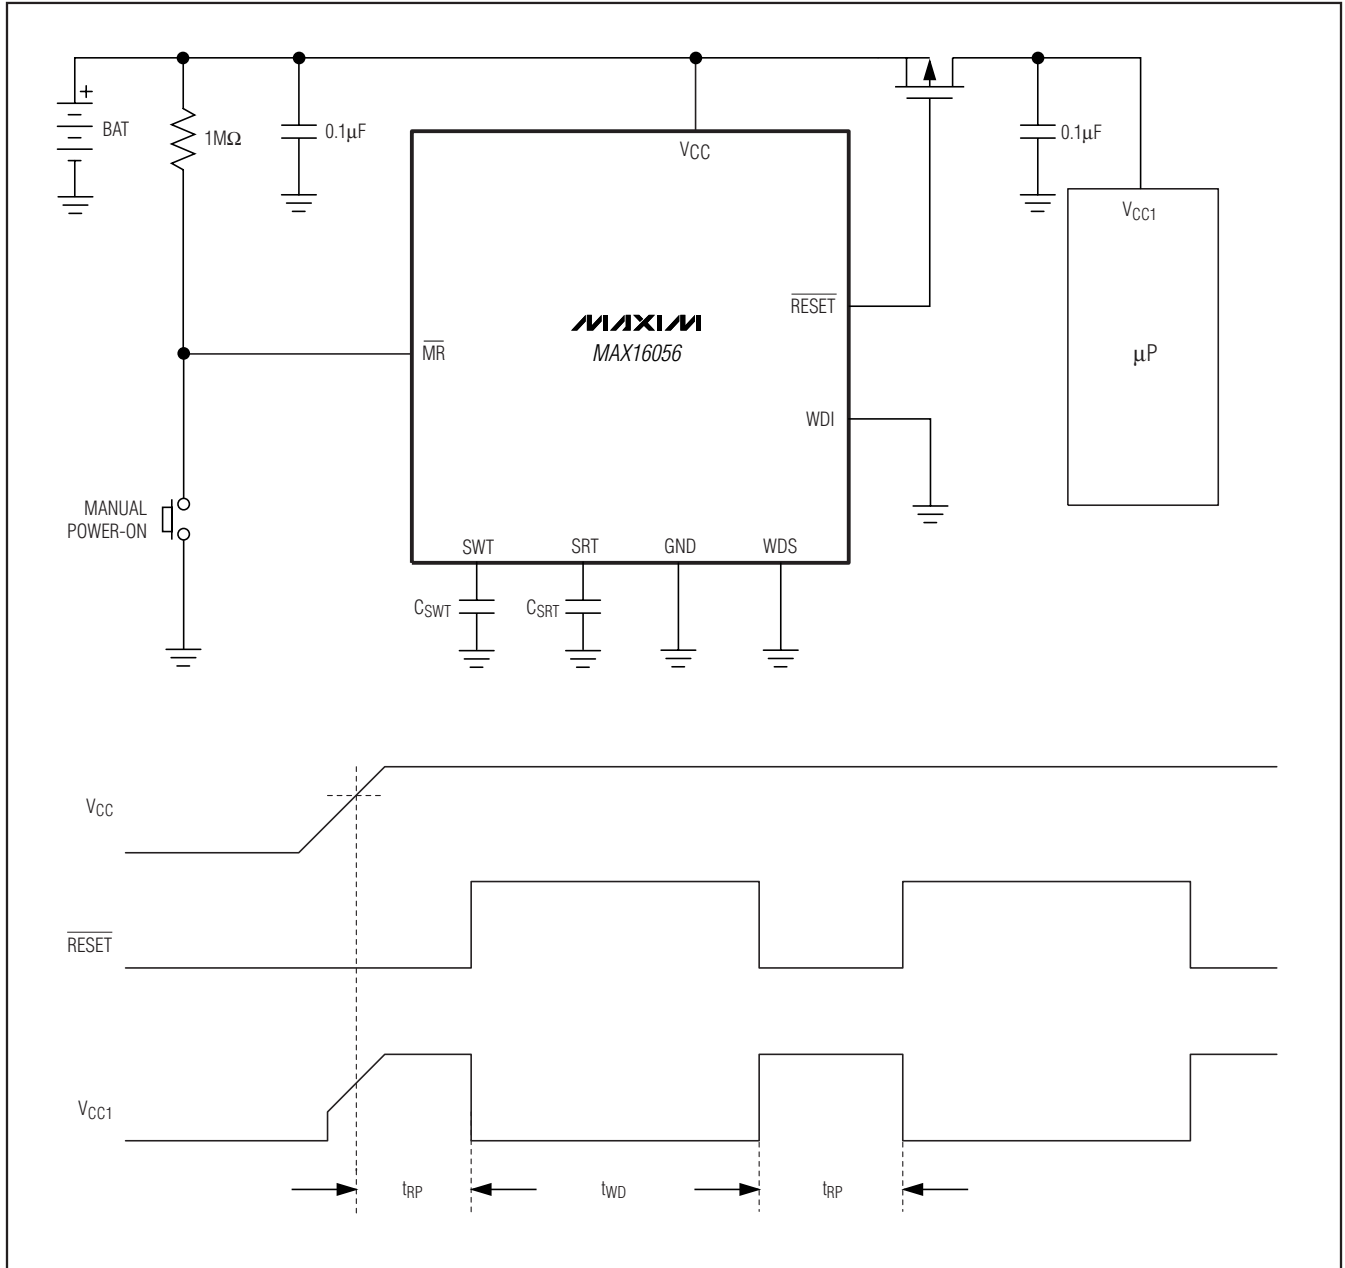 +
BAT
1MΩ
0.1µF
VCC
0.1µF
VCC1
RESET
MAXIM
MAX16056
MR
µP
WDI
MANUAL
POWER-ON
SWT
SRT
GND
WDS
CSWT
CSRT
VCC
RESET
VCC1
tRP
tWD
tRP